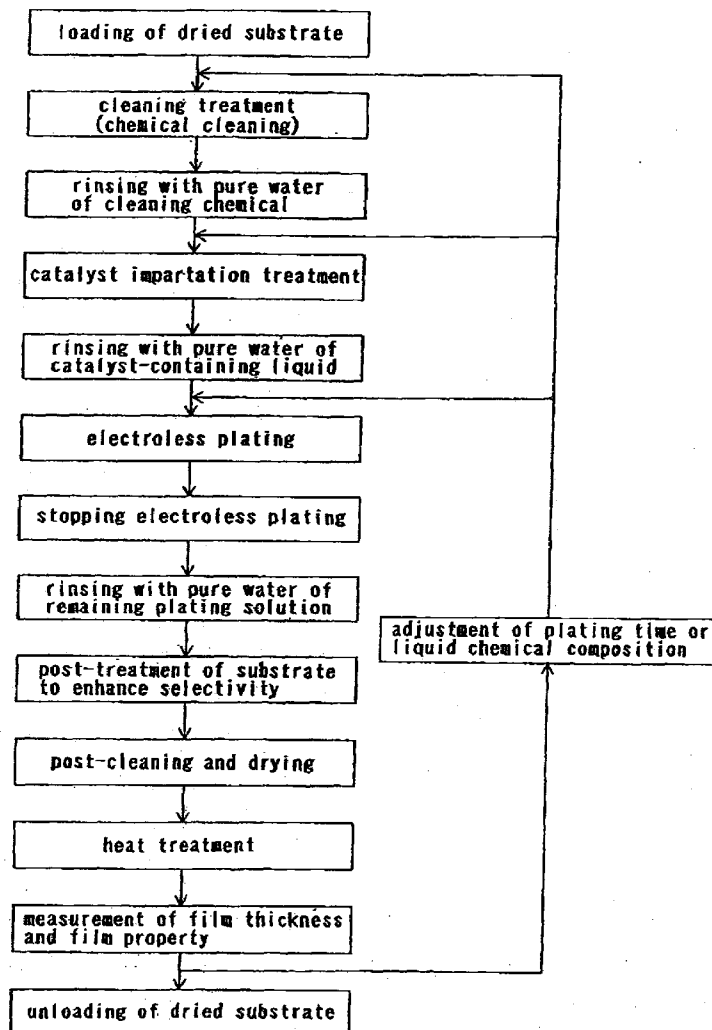 loading of dried substrate
cleaning treatment
(chemical cleaning)
rinsing with pure water
of cleaning chemical
catalyst impartation treatment
rinsing with pure water of
catalyst-containing liquid
electroless plating
stopping electroless plating
rinsing with pure water of
remaining plating solution
adjustment of plating time or
liquid chemical composition
post-treatment of substrate
to enhance selectivity
post-cleaning and drying
heat treatment
measurement of film thickness
and film property
unloading of dried substrate